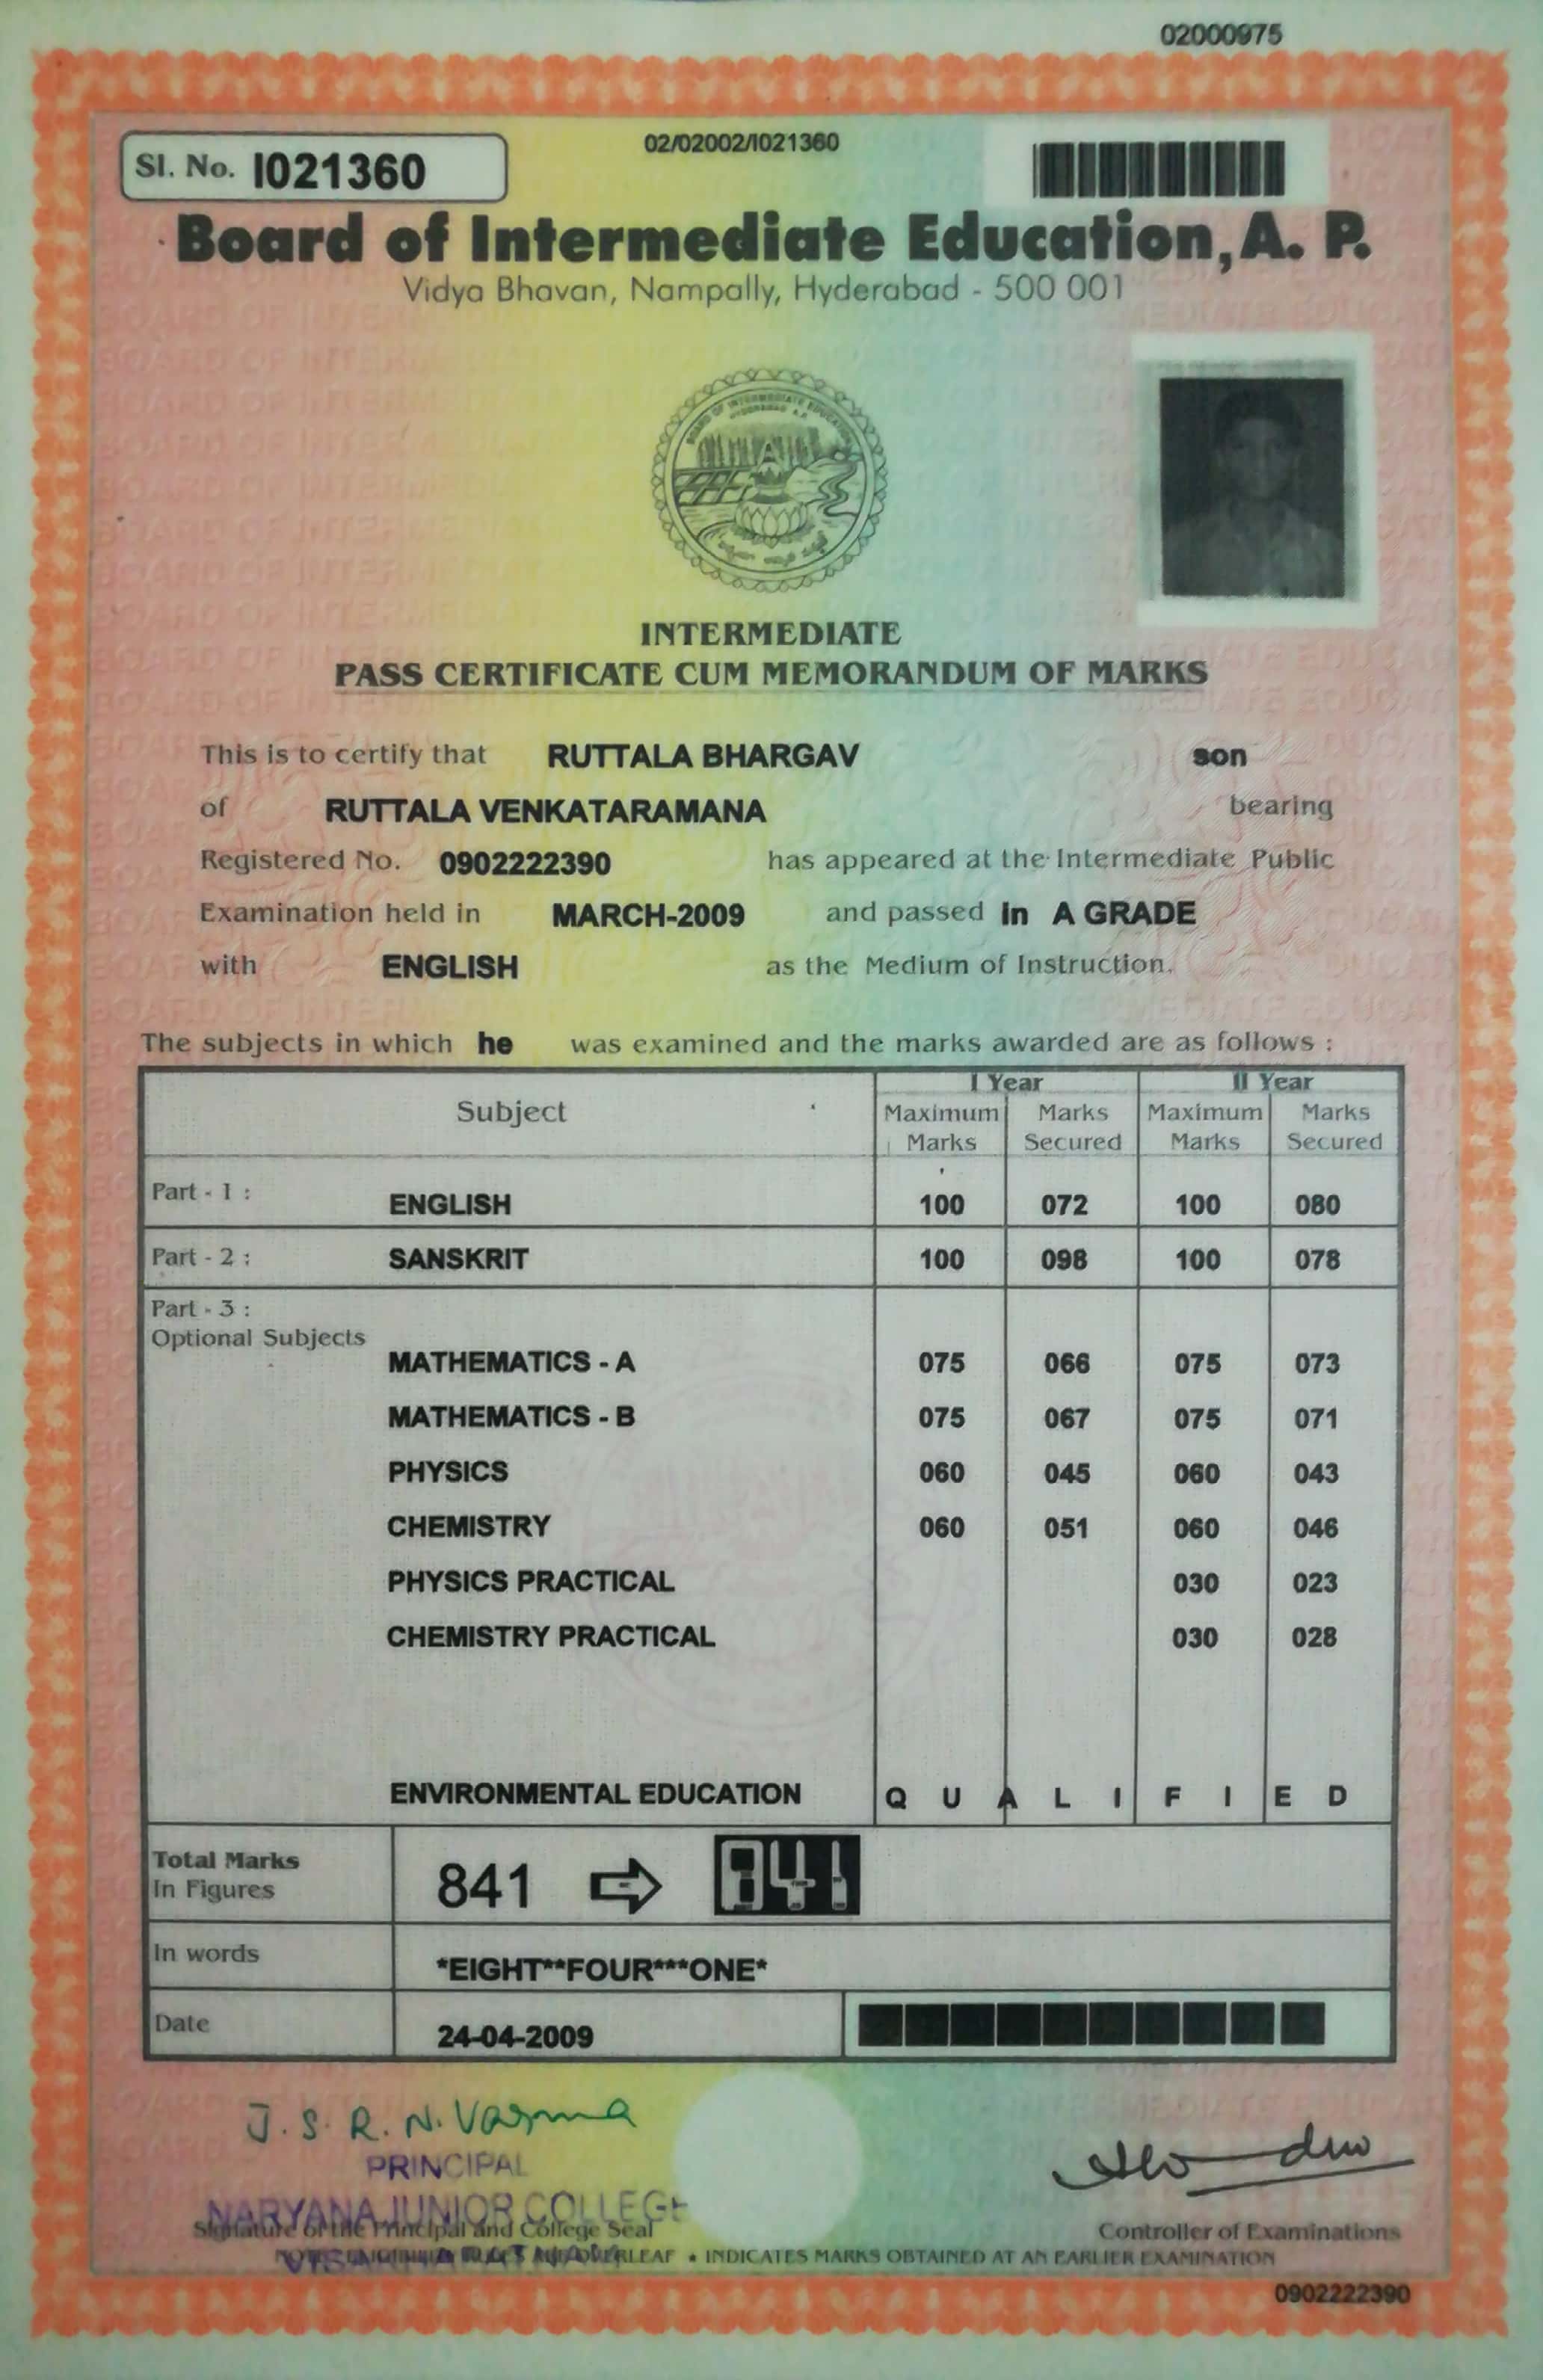 02000975
02/02002/I021360
Sl. No. I021360
Board of Intermediate Education, A. P.
Vidya Bhavan, Nampally, Hyderabad - 500 001
BOARD OF INTERMEDIATE EDUCATION
HYDERABAD A.P.
INTERMEDIATE
PASS CERTIFICATE CUM MEMORANDUM OF MARKS
This is to certify that RUTTALA BHARGAV son
of RUTTALA VENKATARAMANA bearing
Registered No. 0902222390 has appeared at the Intermediate Public
Examination held in MARCH-2009 and passed In A GRADE
with ENGLISH as the Medium of Instruction.
The subjects in which he was examined and the marks awarded are as follows :
I Year II Year
Subject Maximum Marks Marks Secured Maximum Marks Marks Secured
Part - 1 : ENGLISH 100 072 100 080
Part - 2 : SANSKRIT 100 098 100 078
Part - 3 :
Optional Subjects
MATHEMATICS - A 075 066 075 073
MATHEMATICS - B 075 067 075 071
PHYSICS 060 045 060 043
CHEMISTRY 060 051 060 046
PHYSICS PRACTICAL 030 023
CHEMISTRY PRACTICAL 030 028
ENVIRONMENTAL EDUCATION Q U A L I F I E D
Total Marks
In Figures 841 841
In words *EIGHT**FOUR***ONE*
Date 24-04-2009
J. S. R. N. Varma
PRINCIPAL
NARYANA JUNIOR COLLEGE
Signature of the Principal and College Seal
Controller of Examinations
OVERLEAF * INDICATES MARKS OBTAINED AT AN EARLIER EXAMINATION
0902222390